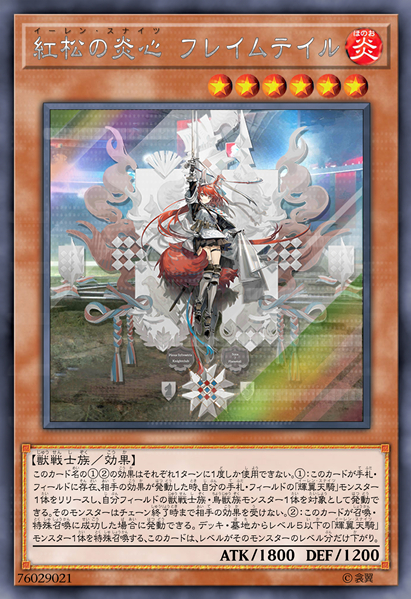 イーレン・スナイツ
紅松の炎心 フレイムテイル
ほのお
炎
【獣戦士族/効果】
このカード名の①②の効果はそれぞれ1ターンに1度しか使用できない。①:このカードが手札・
フィールドに存在、相手の効果が発動した時、自分の手札・フィールドの「輝翼天騎」モンスター
1体をリリースし、自分フィールドの獣戦士族・鳥獣族モンスター1体を対象として発動で
きる。そのモンスターはチェーン終了時まで相手の効果を受けない。②:このカードが召喚・
特殊召喚に成功した場合に発動できる。デッキ・墓地からレベル5以下の「輝翼天騎」
モンスター1体を特殊召喚する、このカードは、レベルがそのモンスターのレベル分だけ下がり。
ATK/1800 DEF/1200
76029021